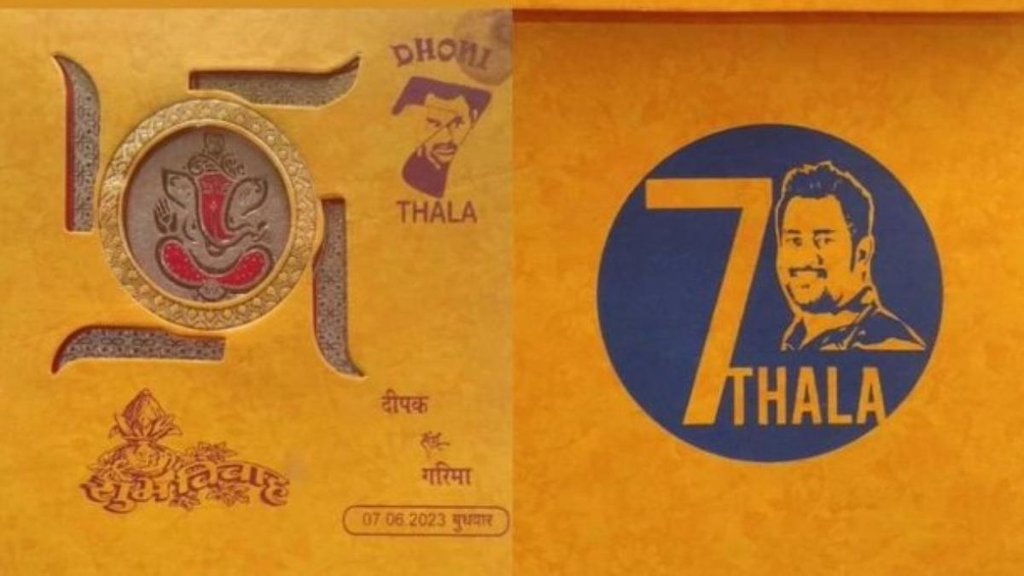 DHONI
7
THALA
शुभ विवाह
दीपक
संग
गरिमा
07.06.2023 बुधवार
7
THALA